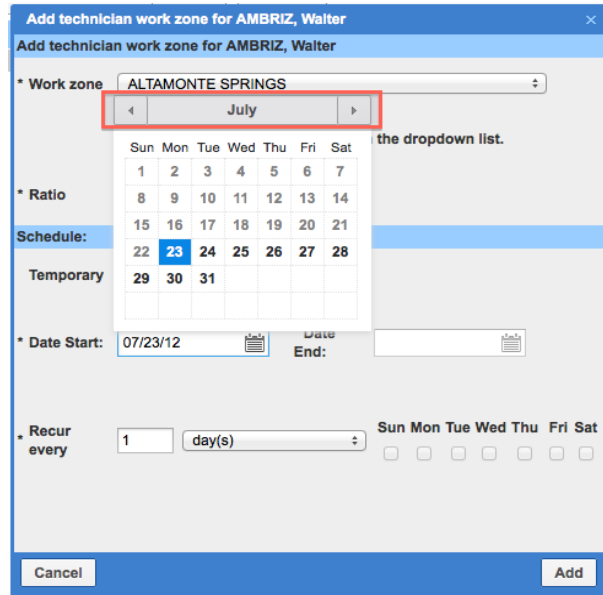 Add technician work zone for AMBRIZ, Walter
Add technician work zone for AMBRIZ, Walter
* Work zone ALTAMONTE SPRINGS
July
the dropdown list.
Sun Mon Tue Wed Thu Fri Sat
1 2 3 4 5 6 7
* Ratio
8 9 10 11 12 13 14
15 16 17 18 19 20 21
Schedule:
22 23 24 25 26 27 28
Temporary
29 30 31
* Date Start: 07/23/12 Date End:
* Recur every 1 day(s)
Sun Mon Tue Wed Thu Fri Sat
Cancel Add